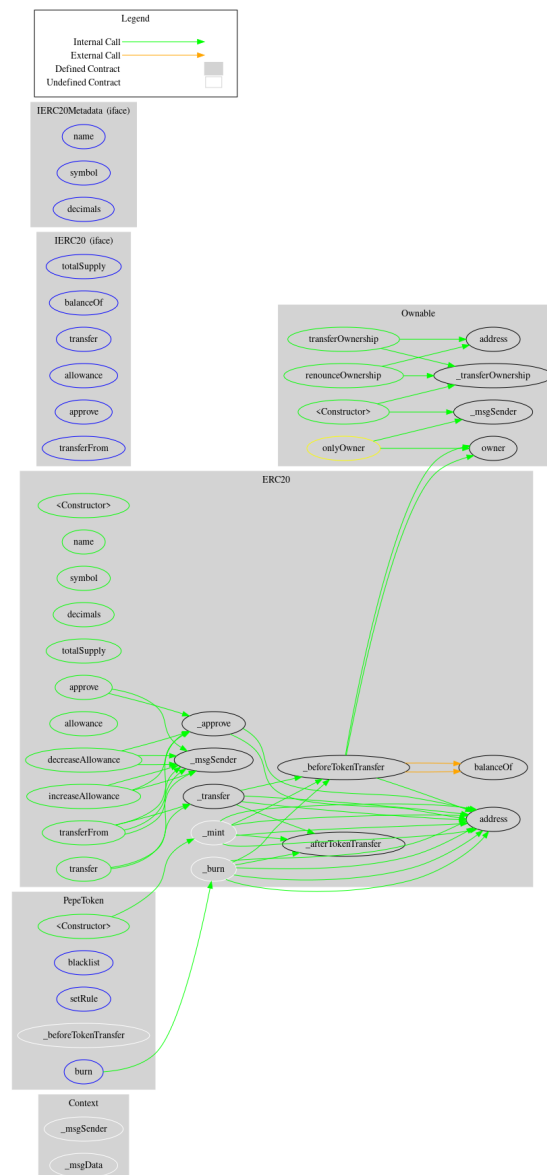 Legend
Internal Call
External Call
Defined Contract
Undefined Contract
IERC20Metadata (iface)
name
symbol
decimals
IERC20 (iface)
totalSupply
balanceOf
transfer
allowance
approve
transferFrom
Ownable
transferOwnership
address
renounceOwnership
_transferOwnership
<Constructor>
_msgSender
onlyOwner
owner
ERC20
<Constructor>
name
symbol
decimals
totalSupply
approve
allowance
_approve
decreaseAllowance
_msgSender
_beforeTokenTransfer
balanceOf
increaseAllowance
_transfer
address
transferFrom
_mint
_afterTokenTransfer
transfer
_burn
PepeToken
<Constructor>
blacklist
setRule
_beforeTokenTransfer
burn
Context
_msgSender
_msgData